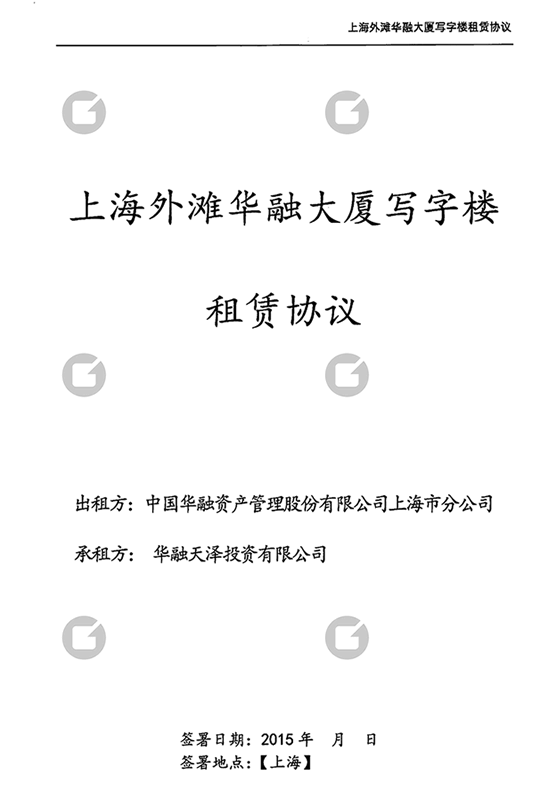 上海外滩华融大厦写字楼租赁协议
上海外滩华融大厦写字楼
租赁协议
出租方：中国华融资产管理股份有限公司上海市分公司
承租方： 华融天泽投资有限公司
签署日期：2015 年 月 日
签署地点：【上海】